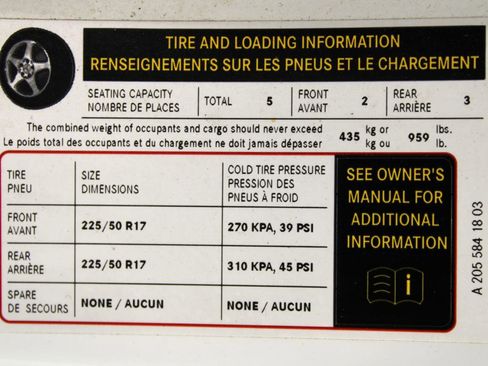 TIRE AND LOADING INFORMATION
RENSEIGNEMENTS SUR LES PNEUS ET LE CHARGEMENT
SEATING CAPACITY
NOMBRE DE PLACES
TOTAL 5
FRONT
AVANT
2
REAR
ARRIÈRE
3
The combined weight of occupants and cargo should never exceed
Le poids total des occupants et du chargement ne doit jamais dépasser
435 kg or
kg ou
959 lbs.
lb.
TIRE
PNEU
SIZE
DIMENSIONS
COLD TIRE PRESSURE
PRESSION DES
PNEUS À FROID
FRONT
AVANT
225/50 R17
270 KPA, 39 PSI
REAR
ARRIÈRE
225/50 R17
310 KPA, 45 PSI
SPARE
DE SECOURS
NONE / AUCUN
NONE / AUCUN
SEE OWNER'S
MANUAL FOR
ADDITIONAL
INFORMATION
i
A 205 584 18 03